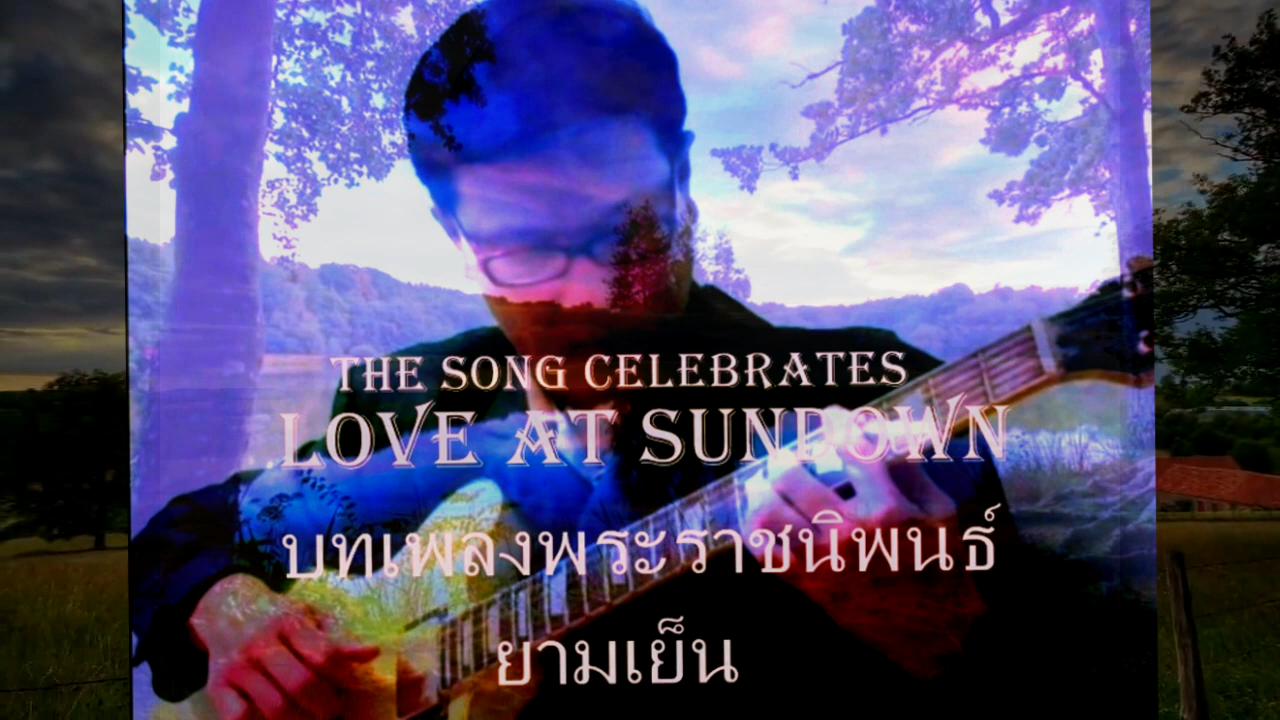 THE SONG CELEBRATES
LOVE AT SUNDOWN
บทเพลงพระราชนิพนธ์
ยามเย็น